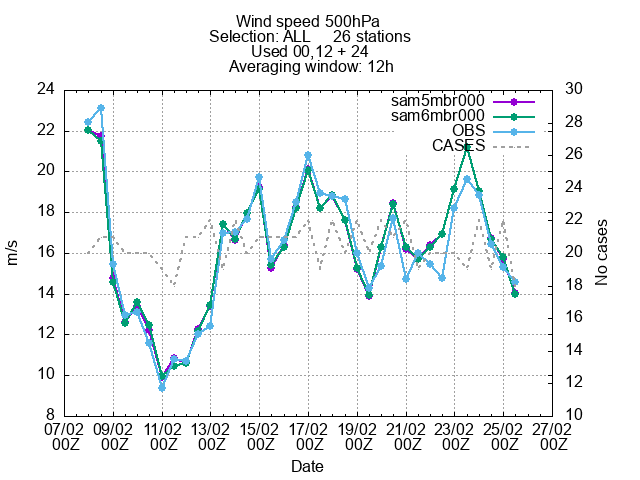 Wind speed 500hPa
Selection: ALL 26 stations
Used 00,12 + 24
Averaging window: 12h
24 30
sam5mbr000
sam6mbr000
OBS
CASES
22 28
26
20 24
18 22
16 20
14 18
16
12 14
10 12
8 10
m/s
No cases
07/02 09/02 11/02 13/02 15/02 17/02 19/02 21/02 23/02 25/02 27/02
00Z 00Z 00Z 00Z 00Z 00Z 00Z 00Z 00Z 00Z 00Z
Date